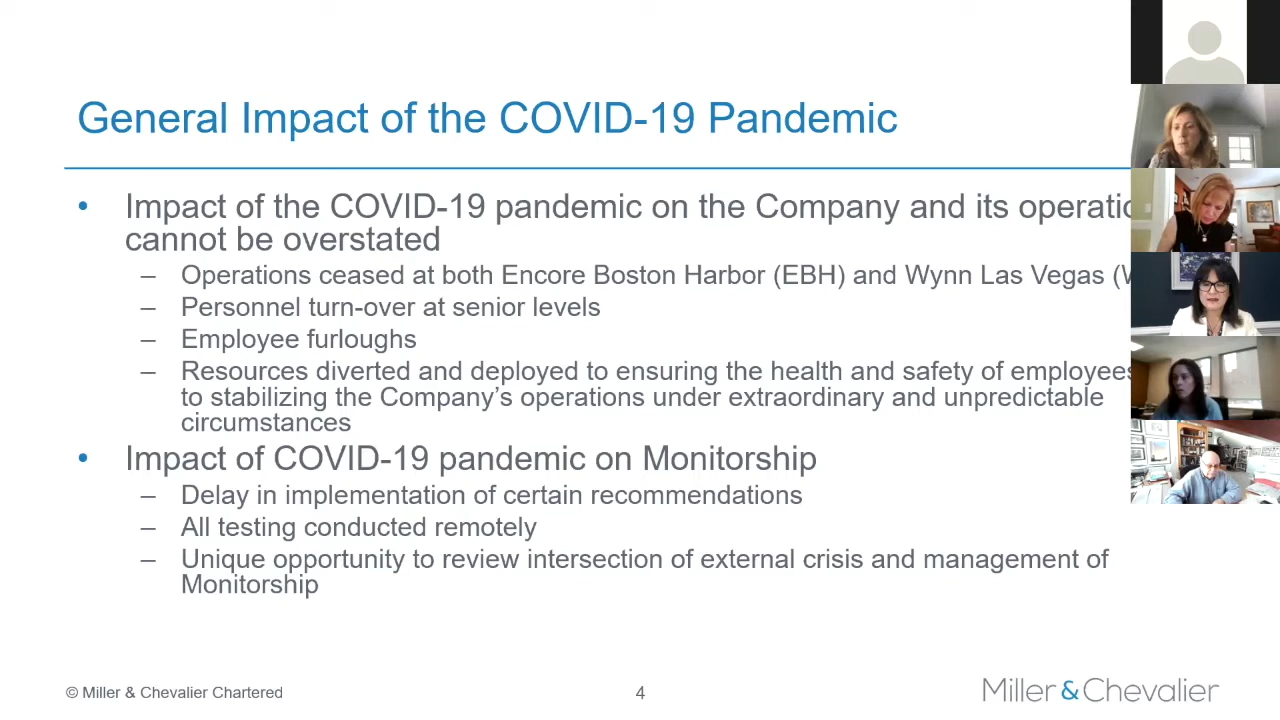 General Impact of the COVID-19 Pandemic
• Impact of the COVID-19 pandemic on the Company and its
cannot be overstated
– Operations ceased at both Encore Boston Harbor (EBH) and Wynn Las Vegas
– Personnel turn-over at senior levels
– Employee furloughs
– Resources diverted and deployed to ensuring the health and safety of employees
to stabilizing the Company’s operations under extraordinary and unpredictable
circumstances
• Impact of COVID-19 pandemic on Monitorship
– Delay in implementation of certain recommendations
– All testing conducted remotely
– Unique opportunity to review intersection of external crisis and management of
Monitorship
© Miller & Chevalier Chartered
4
Miller&Chevalier